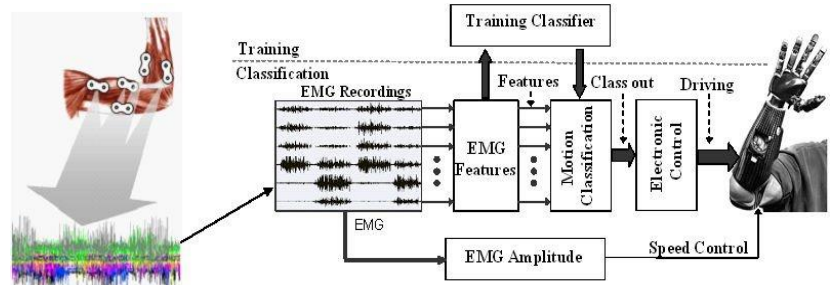 Training Classifier
Training
Classification
EMG Recordings
Features
Class out
Driving
EMG
Features
Motion
Classification
Electronic
Control
EMG
EMG Amplitude
Speed Control